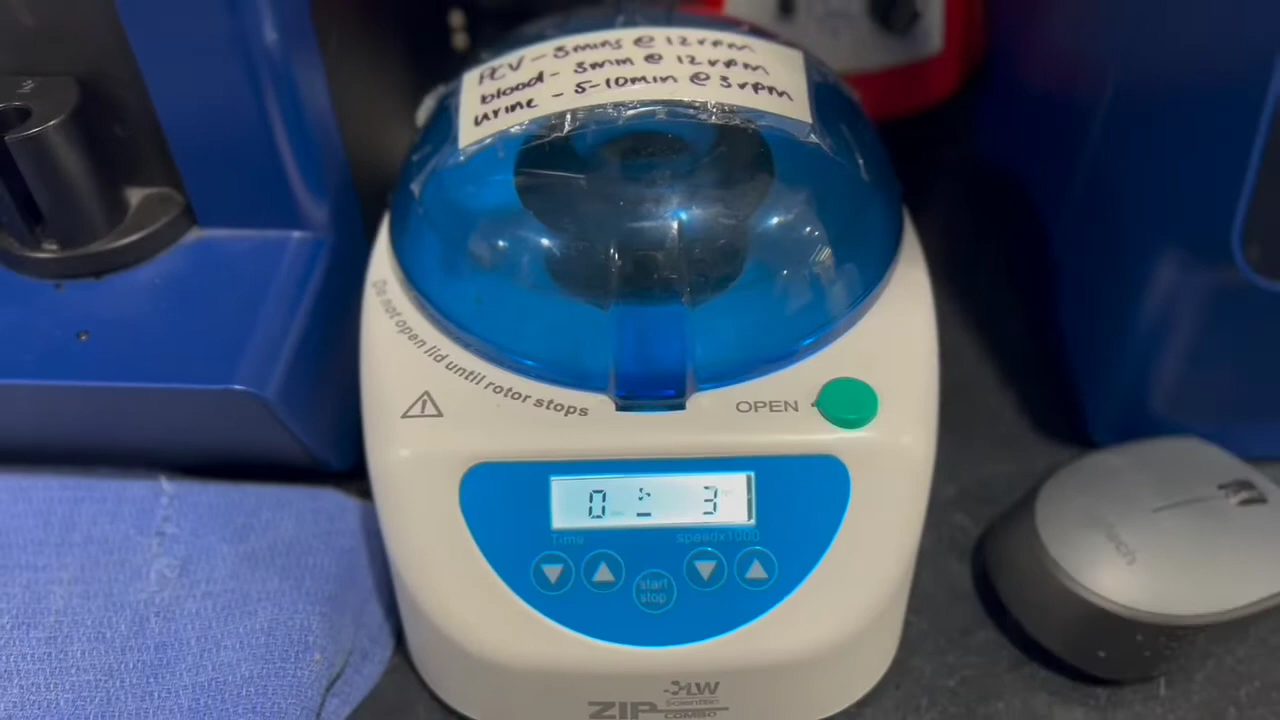 PCV - 5mins @ 12rpm
blood - 3min @ 12rpm
urine - 5-10min @ 3rpm
Do not open lid until rotor stops
OPEN
0 3
Time speedx1000
start
stop
LW
Scientific
ZIP
COMBO